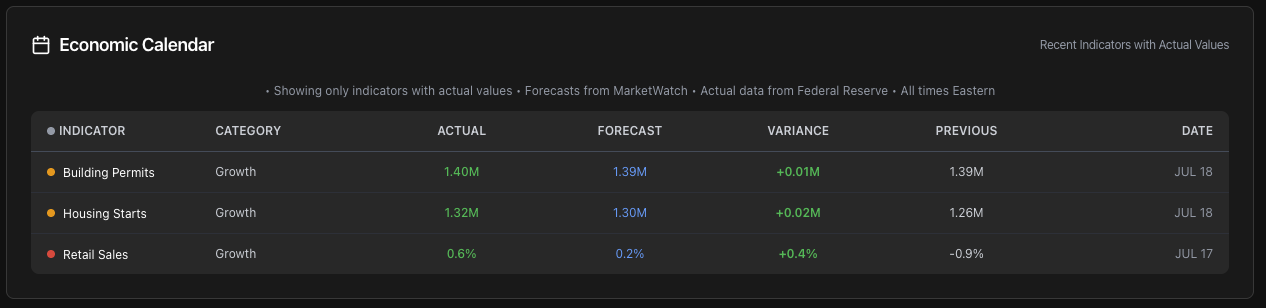 Economic Calendar
Recent Indicators with Actual Values
• Showing only indicators with actual values • Forecasts from MarketWatch • Actual data from Federal Reserve • All times Eastern
INDICATOR CATEGORY ACTUAL FORECAST VARIANCE PREVIOUS DATE
Building Permits Growth 1.40M 1.39M +0.01M 1.39M JUL 18
Housing Starts Growth 1.32M 1.30M +0.02M 1.26M JUL 18
Retail Sales Growth 0.6% 0.2% +0.4% -0.9% JUL 17